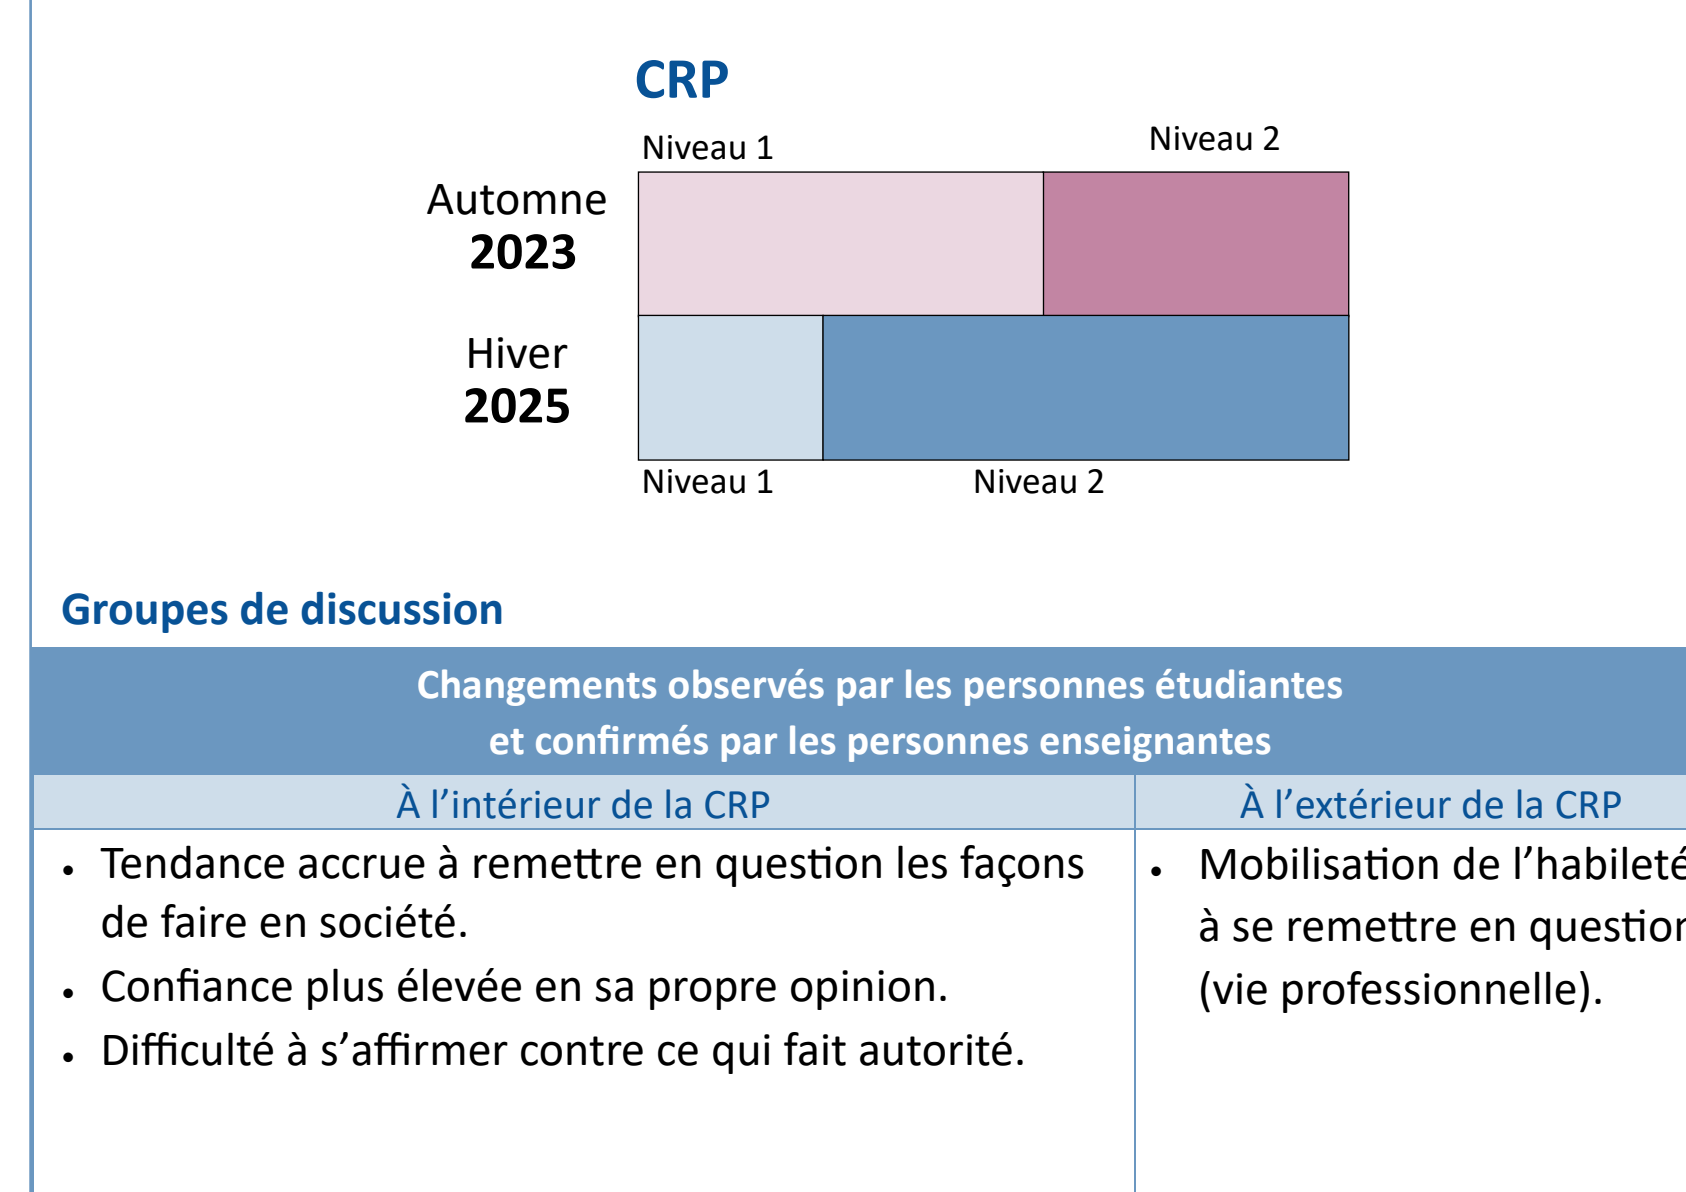 CRP
Niveau 1
Niveau 2
Automne
2023
Hiver
2025
Niveau 1
Niveau 2
Groupes de discussion
Changements observés par les personnes étudiantes
et confirmés par les personnes enseignantes
À l’intérieur de la CRP
À l’extérieur de la CRP
• Tendance accrue à remettre en question les façons
de faire en société.
• Confiance plus élevée en sa propre opinion.
• Difficulté à s’affirmer contre ce qui fait autorité.
• Mobilisation de l’habileté
à se remettre en question
(vie professionnelle).